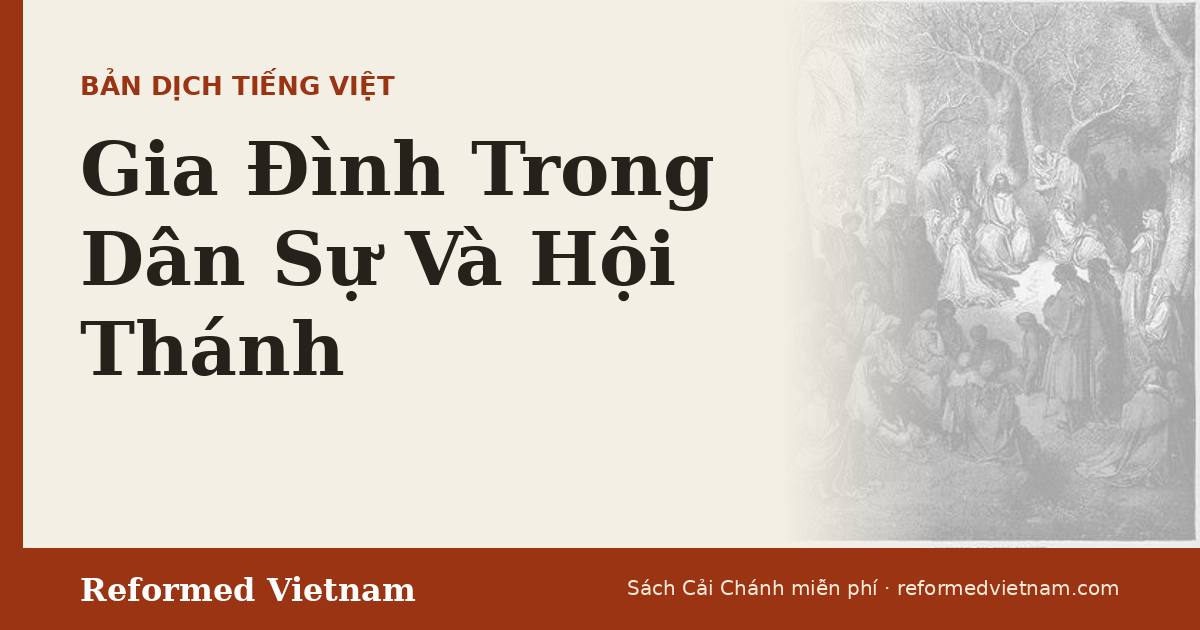 BẢN DỊCH TIẾNG VIỆT
Gia Đình Trong
Dân Sự Và Hội
Thánh
Reformed Vietnam
Sách Cải Chánh miễn phí · reformedvietnam.com